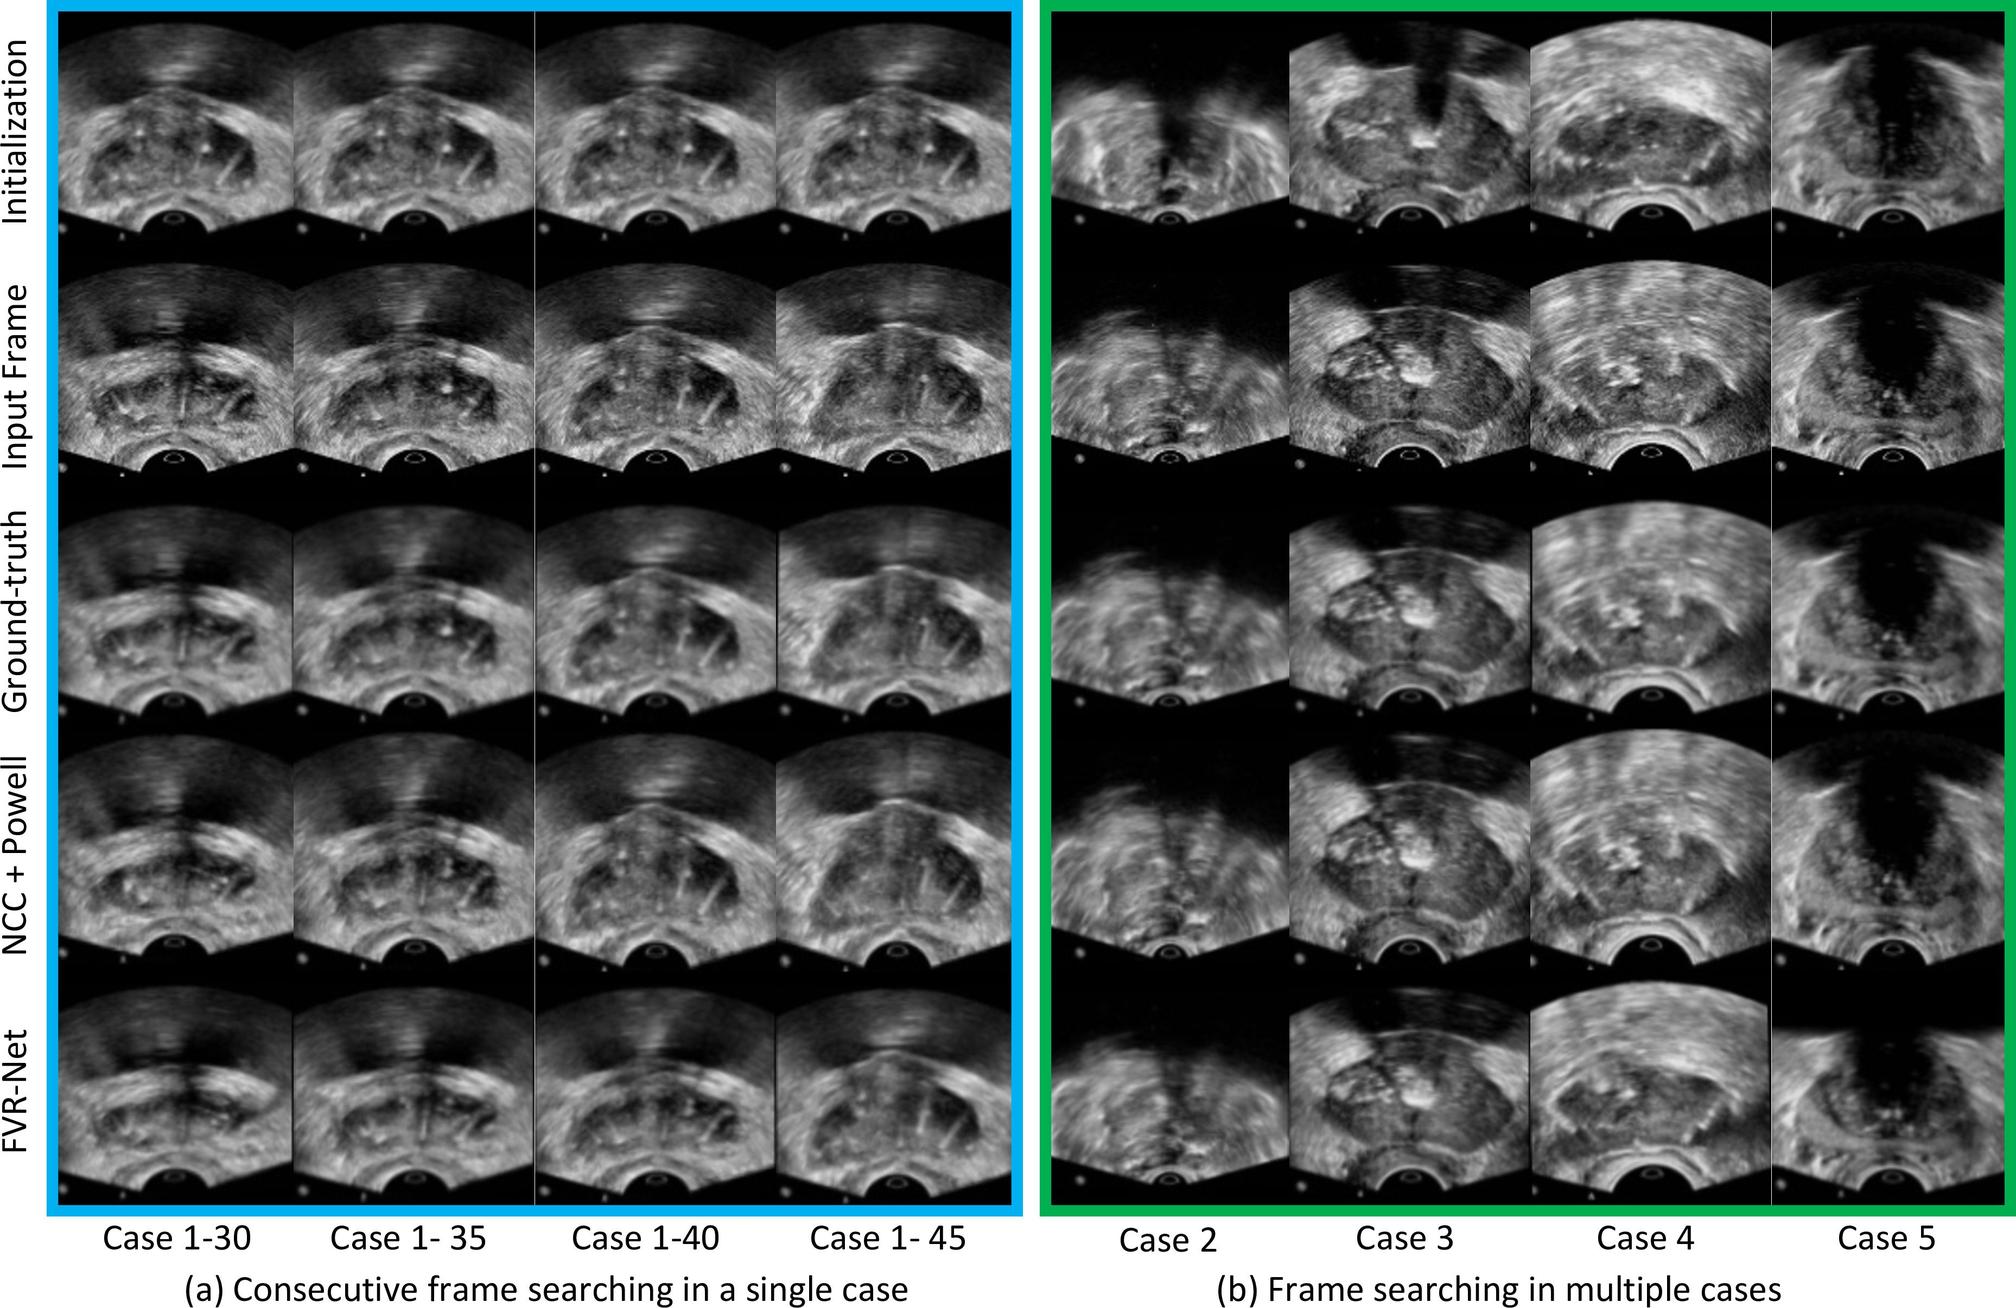 Initialization
Input Frame
Ground-truth
NCC + Powell
FVR-Net
Case 1-30
Case 1- 35
Case 1-40
Case 1- 45
Case 2
Case 3
Case 4
Case 5
(a) Consecutive frame searching in a single case
(b) Frame searching in multiple cases